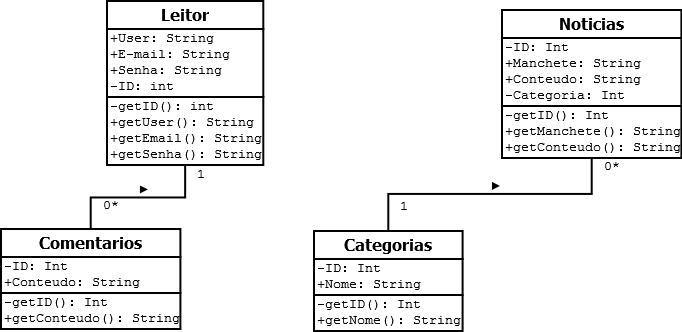 Leitor
+User: String
+E-mail: String
+Senha: String
-ID: int
-getID(): int
+getUser(): String
+getEmail(): String
+getSenha(): String
1
0*
Comentarios
-ID: Int
+Conteudo: String
-getID(): Int
+getConteudo(): String
Noticias
-ID: Int
+Manchete: String
+Conteudo: String
-Categoria: Int
-getID(): Int
+getManchete(): String
+getConteudo(): String
0*
1
Categorias
-ID: Int
+Nome: String
-getID(): Int
+getNome(): String